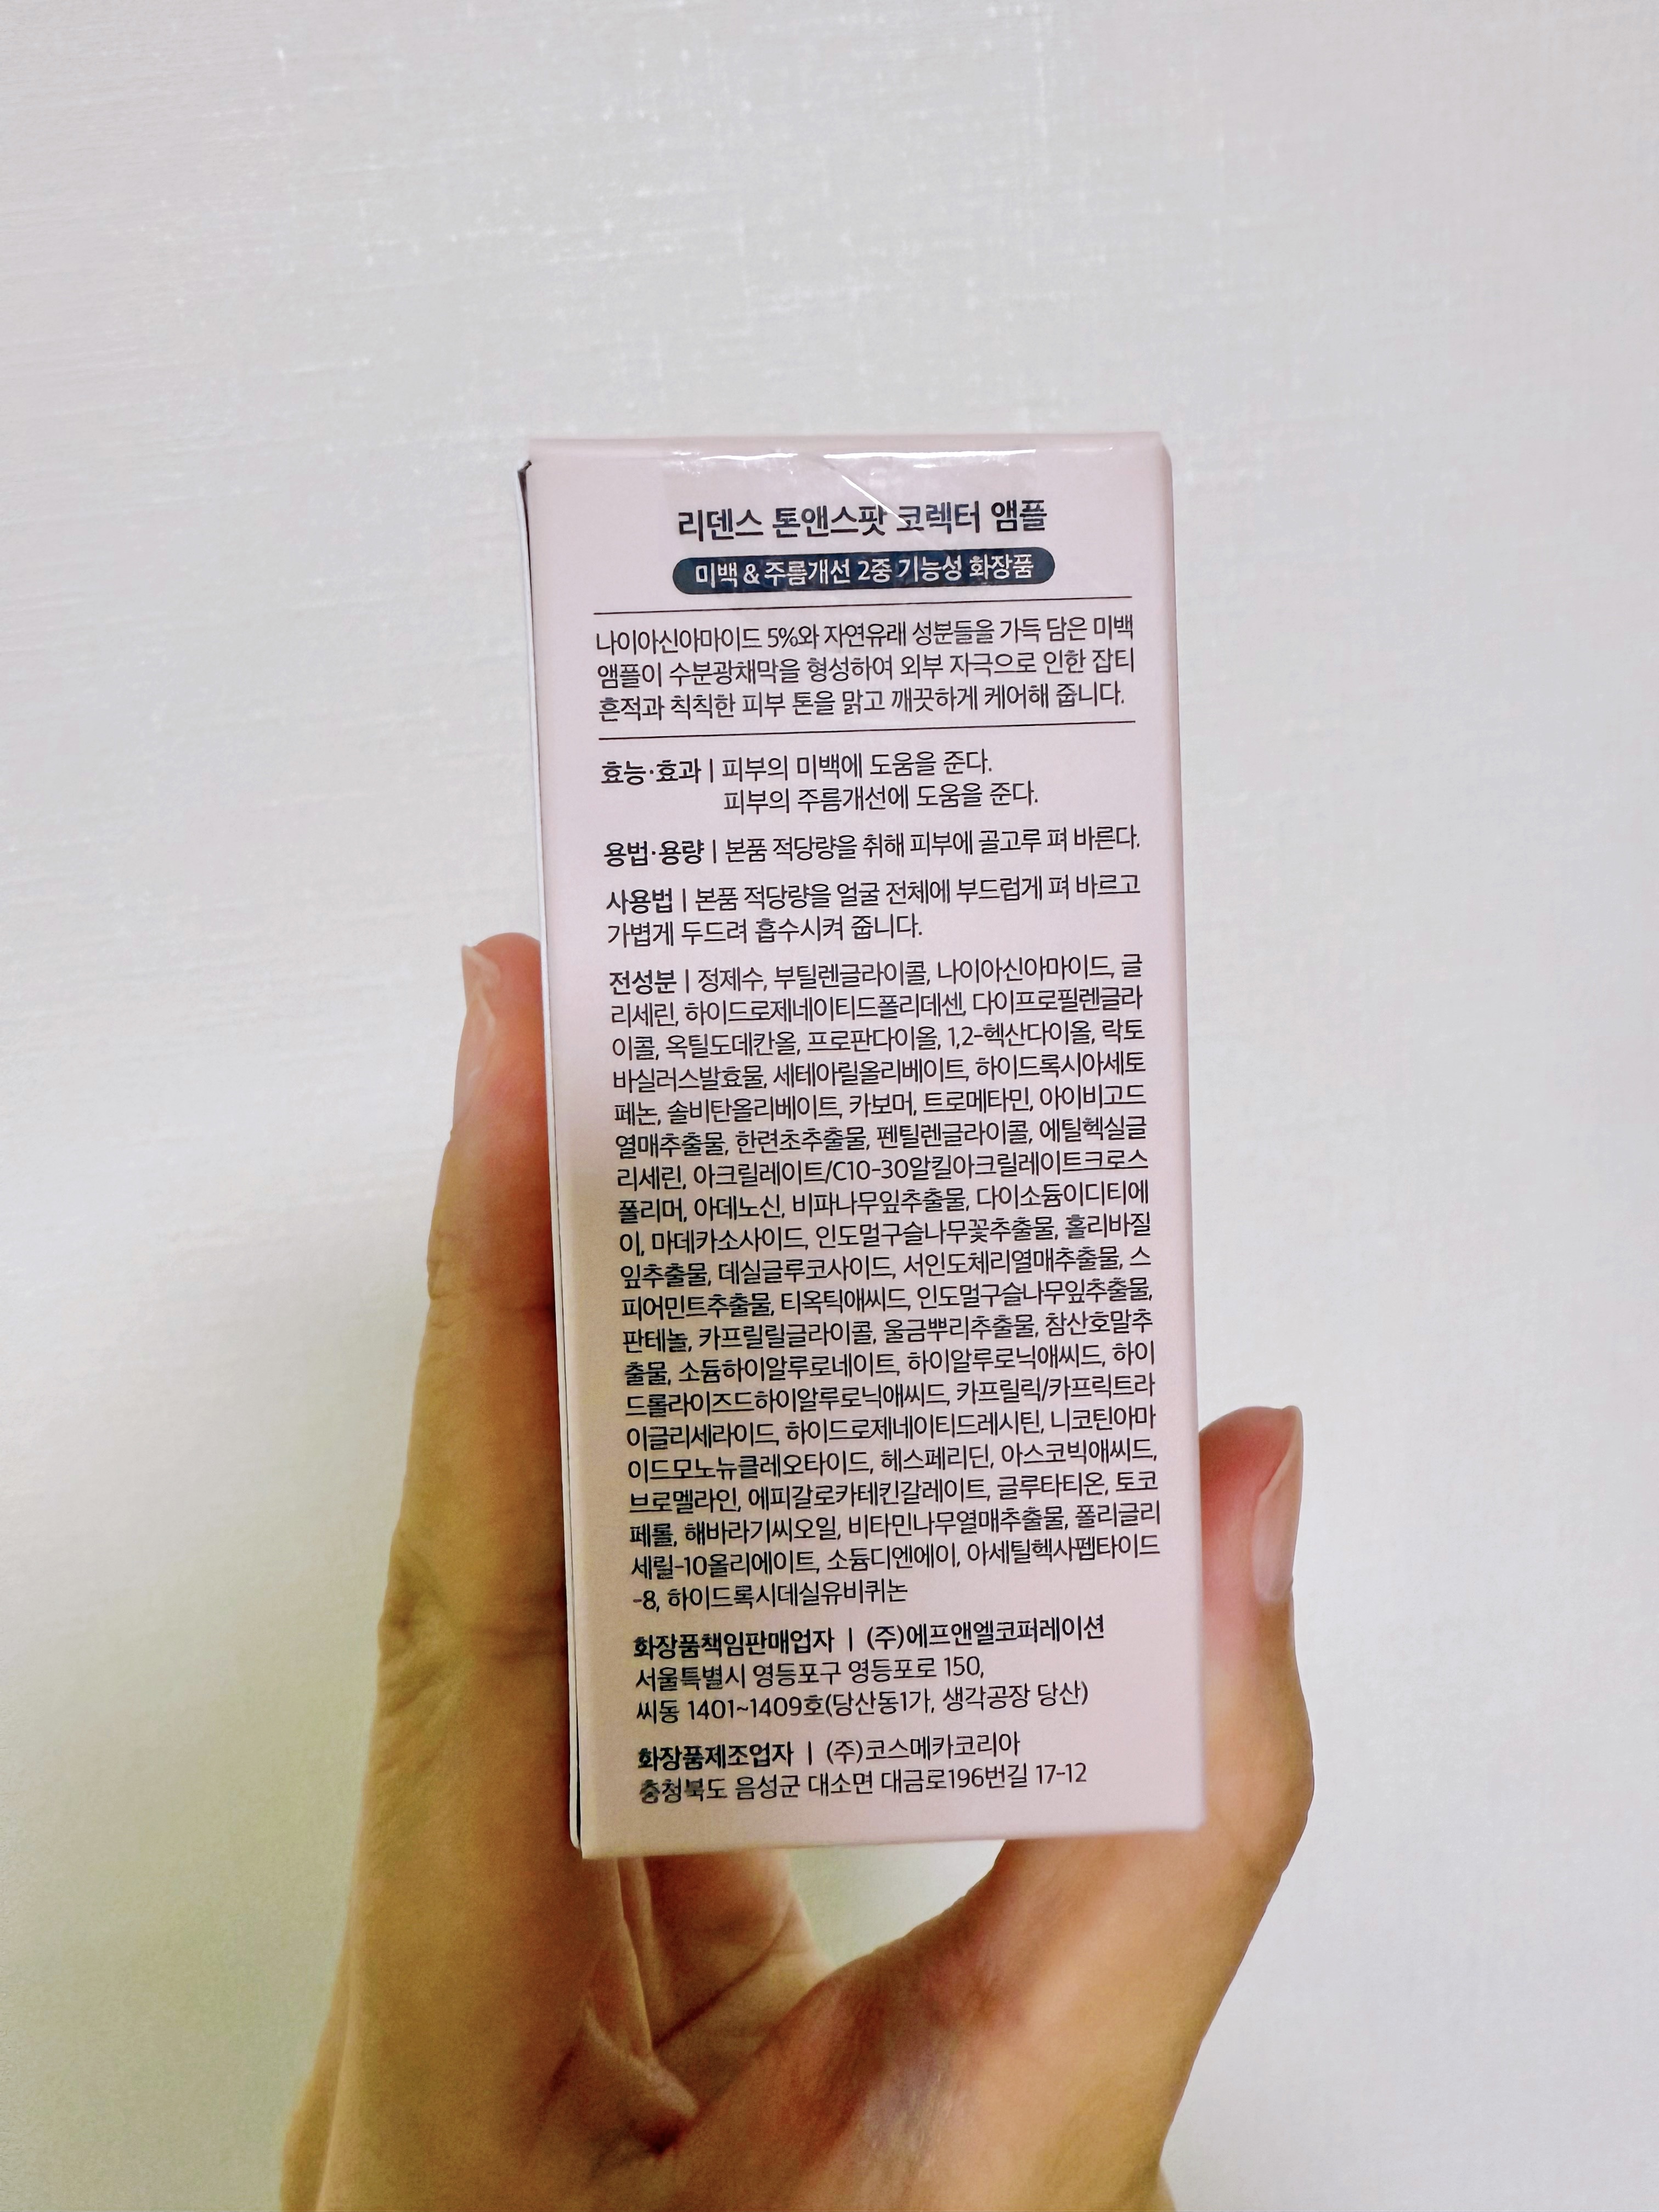 리덴스 톤앤스팟 코렉터 앰플
미백 & 주름개선 2중 기능성 화장품
나이아신아마이드 5%와 자연유래 성분들을 가득 담은 미백
앰플이 수분광채막을 형성하여 외부 자극으로 인한 잡티
흔적과 칙칙한 피부 톤을 맑고 깨끗하게 케어해 줍니다.
효능·효과 | 피부의 미백에 도움을 준다.
피부의 주름개선에 도움을 준다.
용법·용량 | 본품 적당량을 취해 피부에 골고루 펴 바른다.
사용법 | 본품 적당량을 얼굴 전체에 부드럽게 펴 바르고
가볍게 두드려 흡수시켜 줍니다.
전성분 | 정제수, 부틸렌글라이콜, 나이아신아마이드, 글
리세린, 하이드로제네이티드폴리데센, 다이프로필렌글라
이콜, 옥틸도데칸올, 프로판다이올, 1,2-헥산다이올, 락토
바실러스발효물, 세테아릴올리베이트, 하이드록시아세토
페논, 솔비탄올리베이트, 카보머, 트로메타민, 아이비고드
열매추출물, 한련초추출물, 펜틸렌글라이콜, 에틸헥실글
리세린, 아크릴레이트/C10-30알킬아크릴레이트크로스
폴리머, 아데노신, 비파나무잎추출물, 다이소듐이디티에
이, 마데카소사이드, 인도멀구슬나무꽃추출물, 홀리바질
잎추출물, 데실글루코사이드, 서인도체리열매추출물, 스
피어민트추출물, 티옥틱애씨드, 인도멀구슬나무잎추출물,
판테놀, 카프릴릴글라이콜, 울금뿌리추출물, 참산호말추
출물, 소듐하이알루로네이트, 하이알루로닉애씨드, 하이
드롤라이즈드하이알루로닉애씨드, 카프릴릭/카프릭트라
이글리세라이드, 하이드로제네이티드레시틴, 니코틴아마
이드모노뉴클레오타이드, 헤스페리딘, 아스코빅애씨드,
브로멜라인, 에피갈로카테킨갈레이트, 글루타티온, 토코
페롤, 해바라기씨오일, 비타민나무열매추출물, 폴리글리
세릴-10올리에이트, 소듐디엔에이, 아세틸헥사펩타이드
-8, 하이드록시데실유비퀴논
화장품책임판매업자 | (주)에프앤엘코퍼레이션
서울특별시 영등포구 영등포로 150,
씨동 1401~1409호(당산동1가, 생각공장 당산)
화장품제조업자 | (주)코스메카코리아
충청북도 음성군 대소면 대금로196번길 17-12